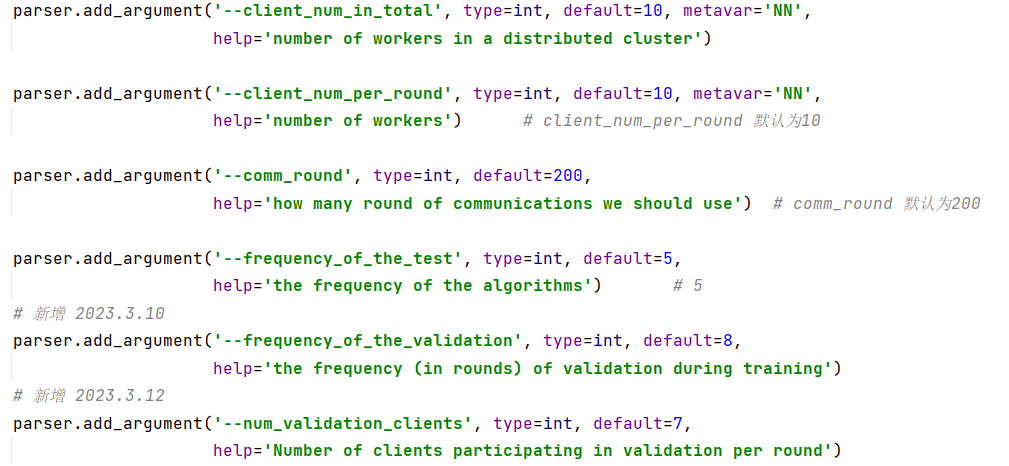 parser.add_argument('--client_num_in_total', type=int, default=10, metavar='NN',
help='number of workers in a distributed cluster')
parser.add_argument('--client_num_per_round', type=int, default=10, metavar='NN',
help='number of workers') # client_num_per_round 默认为10
parser.add_argument('--comm_round', type=int, default=200,
help='how many round of communications we should use') # comm_round 默认为200
parser.add_argument('--frequency_of_the_test', type=int, default=5,
help='the frequency of the algorithms') # 5
# 新增 2023.3.10
parser.add_argument('--frequency_of_the_validation', type=int, default=8,
help='the frequency (in rounds) of validation during training')
# 新增 2023.3.12
parser.add_argument('--num_validation_clients', type=int, default=7,
help='Number of clients participating in validation per round')